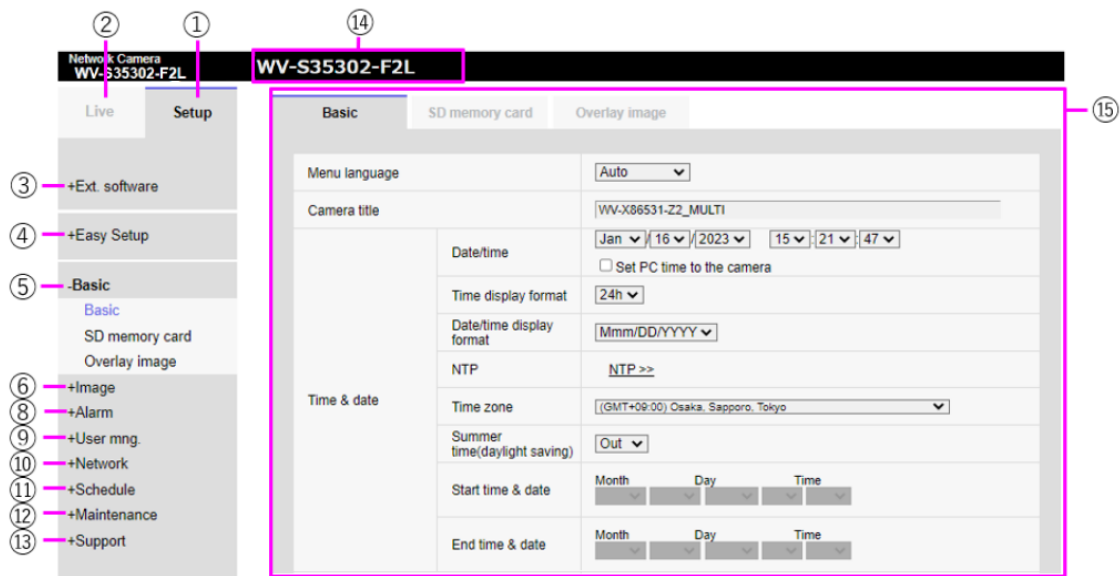 ② ① ⑭
Network Camera
WV-S35302-F2L
WV-S35302-F2L
Live Setup
Basic SD memory card Overlay image ⑮
③ +Ext. software
④ +Easy Setup
⑤ -Basic
Basic
SD memory card
Overlay image
⑥ +Image
⑧ +Alarm
⑨ +User mng.
⑩ +Network
⑪ +Schedule
⑫ +Maintenance
⑬ +Support
Menu language Auto
Camera title WV-X86531-Z2_MULTI
Time & date
Date/time Jan / 16 / 2023 15 : 21 : 47
Set PC time to the camera
Time display format 24h
Date/time display
format Mmm/DD/YYYY
NTP NTP >>
Time zone (GMT+09:00) Osaka, Sapporo, Tokyo
Summer
time(daylight saving) Out
Start time & date Month Day Time
End time & date Month Day Time